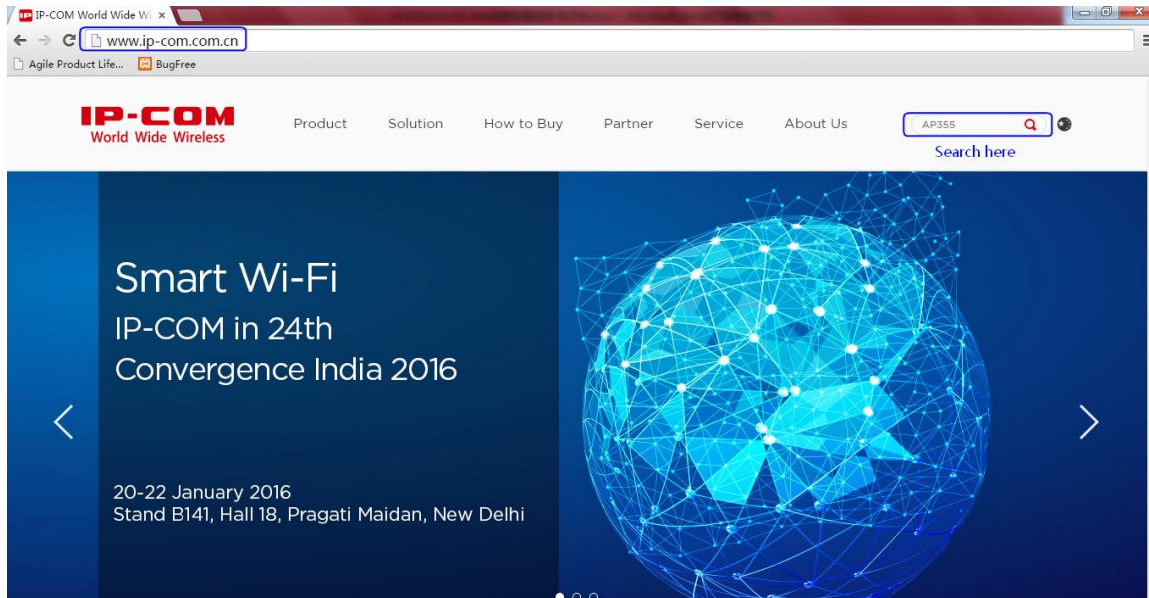 IP-COM World Wide Wi
www.ip-com.com.cn
Agile Product Life... BugFree
IP-COM
World Wide Wireless
Product Solution How to Buy Partner Service About Us AP355
Search here
Smart Wi-Fi
IP-COM in 24th
Convergence India 2016
20-22 January 2016
Stand B141, Hall 18, Pragati Maidan, New Delhi